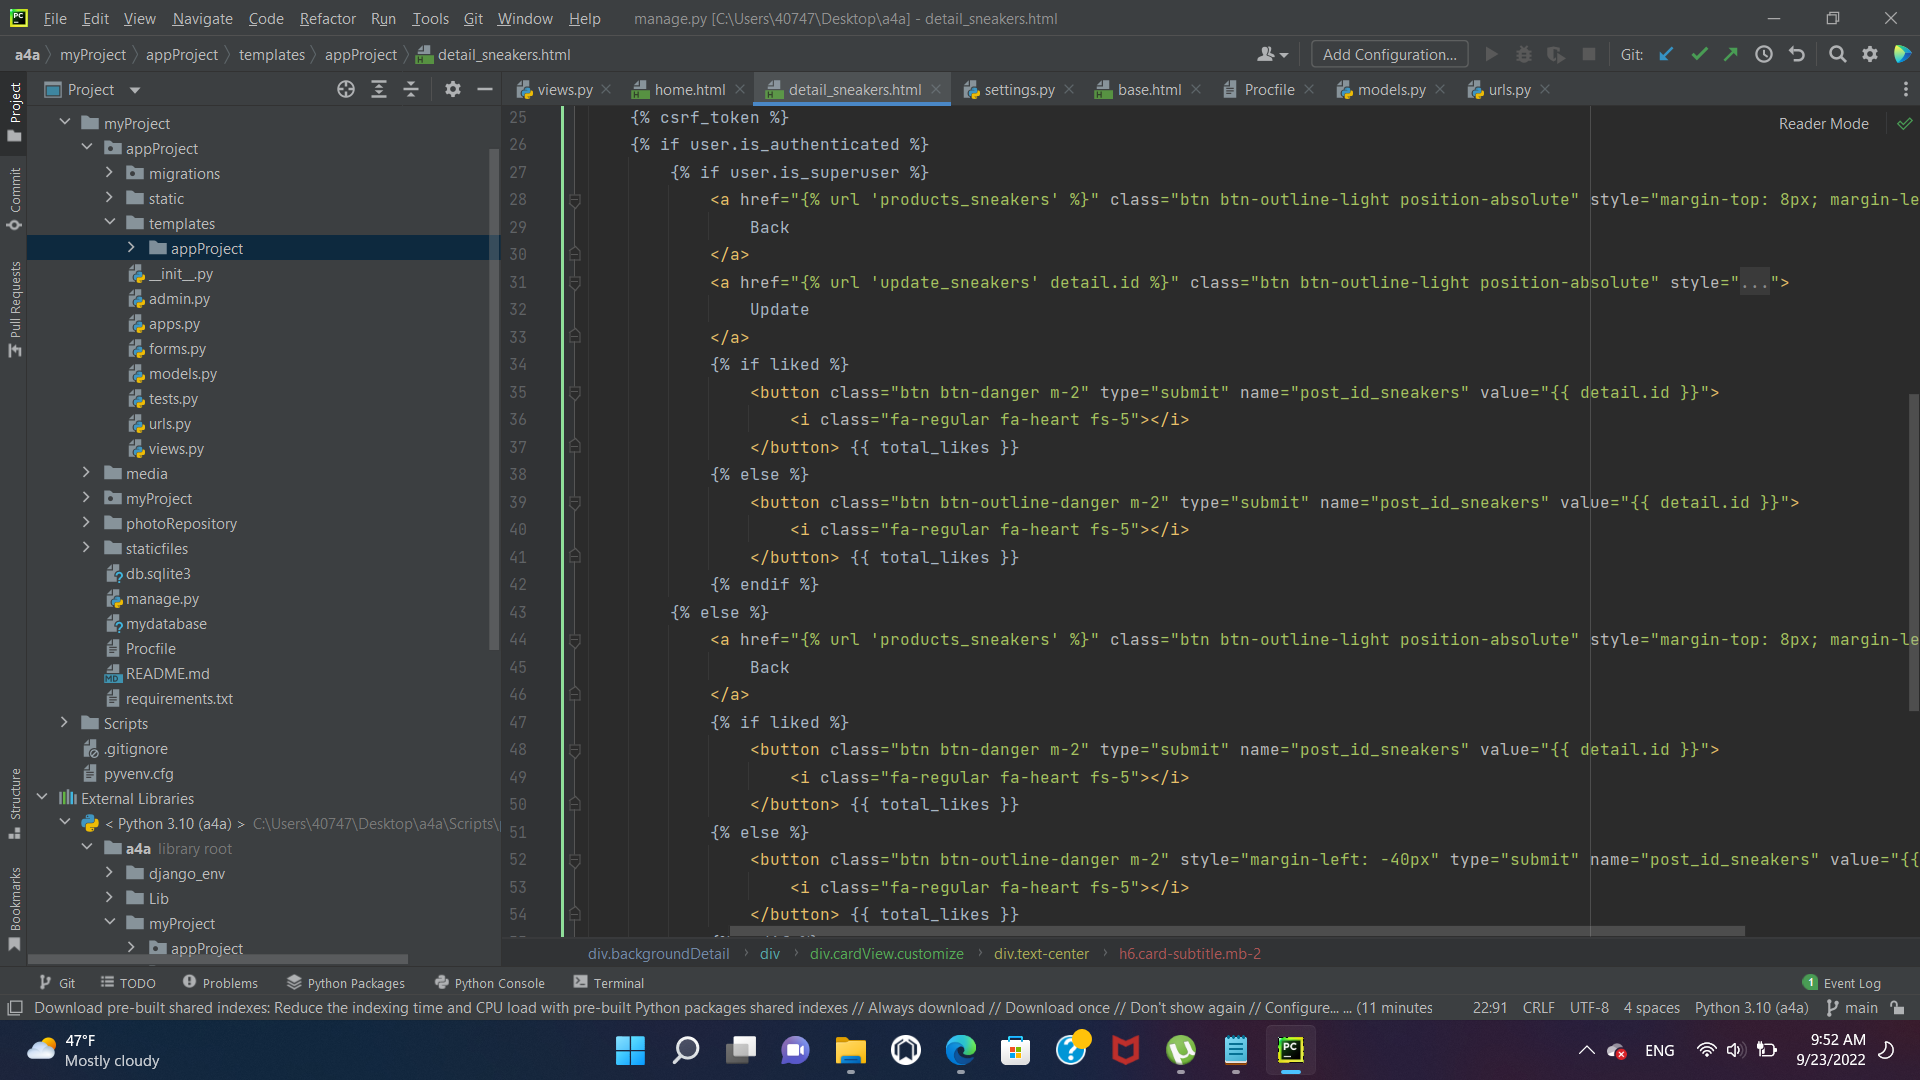 PC File Edit View Navigate Code Refactor Run Tools Git Window Help manage.py [C:\Users\40747\Desktop\a4a] - detail_sneakers.html
a4a myProject appProject templates appProject detail_sneakers.html Add Configuration... Git:
Project views.py home.html detail_sneakers.html settings.py base.html Procfile models.py urls.py
Project
Commit
Pull Requests
Structure
Bookmarks
myProject
appProject
migrations
static
templates
appProject
__init__.py
admin.py
apps.py
forms.py
models.py
tests.py
urls.py
views.py
media
myProject
photoRepository
staticfiles
db.sqlite3
manage.py
mydatabase
Procfile
README.md
requirements.txt
Scripts
.gitignore
pyvenv.cfg
External Libraries
< Python 3.10 (a4a) > C:\Users\40747\Desktop\a4a\Scripts\
a4a library root
django_env
Lib
myProject
appProject
Reader Mode
25 {% csrf_token %}
26 {% if user.is_authenticated %}
27 {% if user.is_superuser %}
28 <a href="{% url 'products_sneakers' %}" class="btn btn-outline-light position-absolute" style="margin-top: 8px; margin-le
29 Back
30 </a>
31 <a href="{% url 'update_sneakers' detail.id %}" class="btn btn-outline-light position-absolute" style="...">
32 Update
33 </a>
34 {% if liked %}
35 <button class="btn btn-danger m-2" type="submit" name="post_id_sneakers" value="{{ detail.id }}">
36 <i class="fa-regular fa-heart fs-5"></i>
37 </button> {{ total_likes }}
38 {% else %}
39 <button class="btn btn-outline-danger m-2" type="submit" name="post_id_sneakers" value="{{ detail.id }}">
40 <i class="fa-regular fa-heart fs-5"></i>
41 </button> {{ total_likes }}
42 {% endif %}
43 {% else %}
44 <a href="{% url 'products_sneakers' %}" class="btn btn-outline-light position-absolute" style="margin-top: 8px; margin-le
45 Back
46 </a>
47 {% if liked %}
48 <button class="btn btn-danger m-2" type="submit" name="post_id_sneakers" value="{{ detail.id }}">
49 <i class="fa-regular fa-heart fs-5"></i>
50 </button> {{ total_likes }}
51 {% else %}
52 <button class="btn btn-outline-danger m-2" style="margin-left: -40px" type="submit" name="post_id_sneakers" value="{{
53 <i class="fa-regular fa-heart fs-5"></i>
54 </button> {{ total_likes }}
div.backgroundDetail div div.cardView.customize div.text-center h6.card-subtitle.mb-2
Git TODO Problems Python Packages Python Console Terminal 1 Event Log
Download pre-built shared indexes: Reduce the indexing time and CPU load with pre-built Python packages shared indexes // Always download // Download once // Don't show again // Configure... ... (11 minutes 22:91 CRLF UTF-8 4 spaces Python 3.10 (a4a) main
47°F
Mostly cloudy
PC
ENG
9:52 AM
9/23/2022